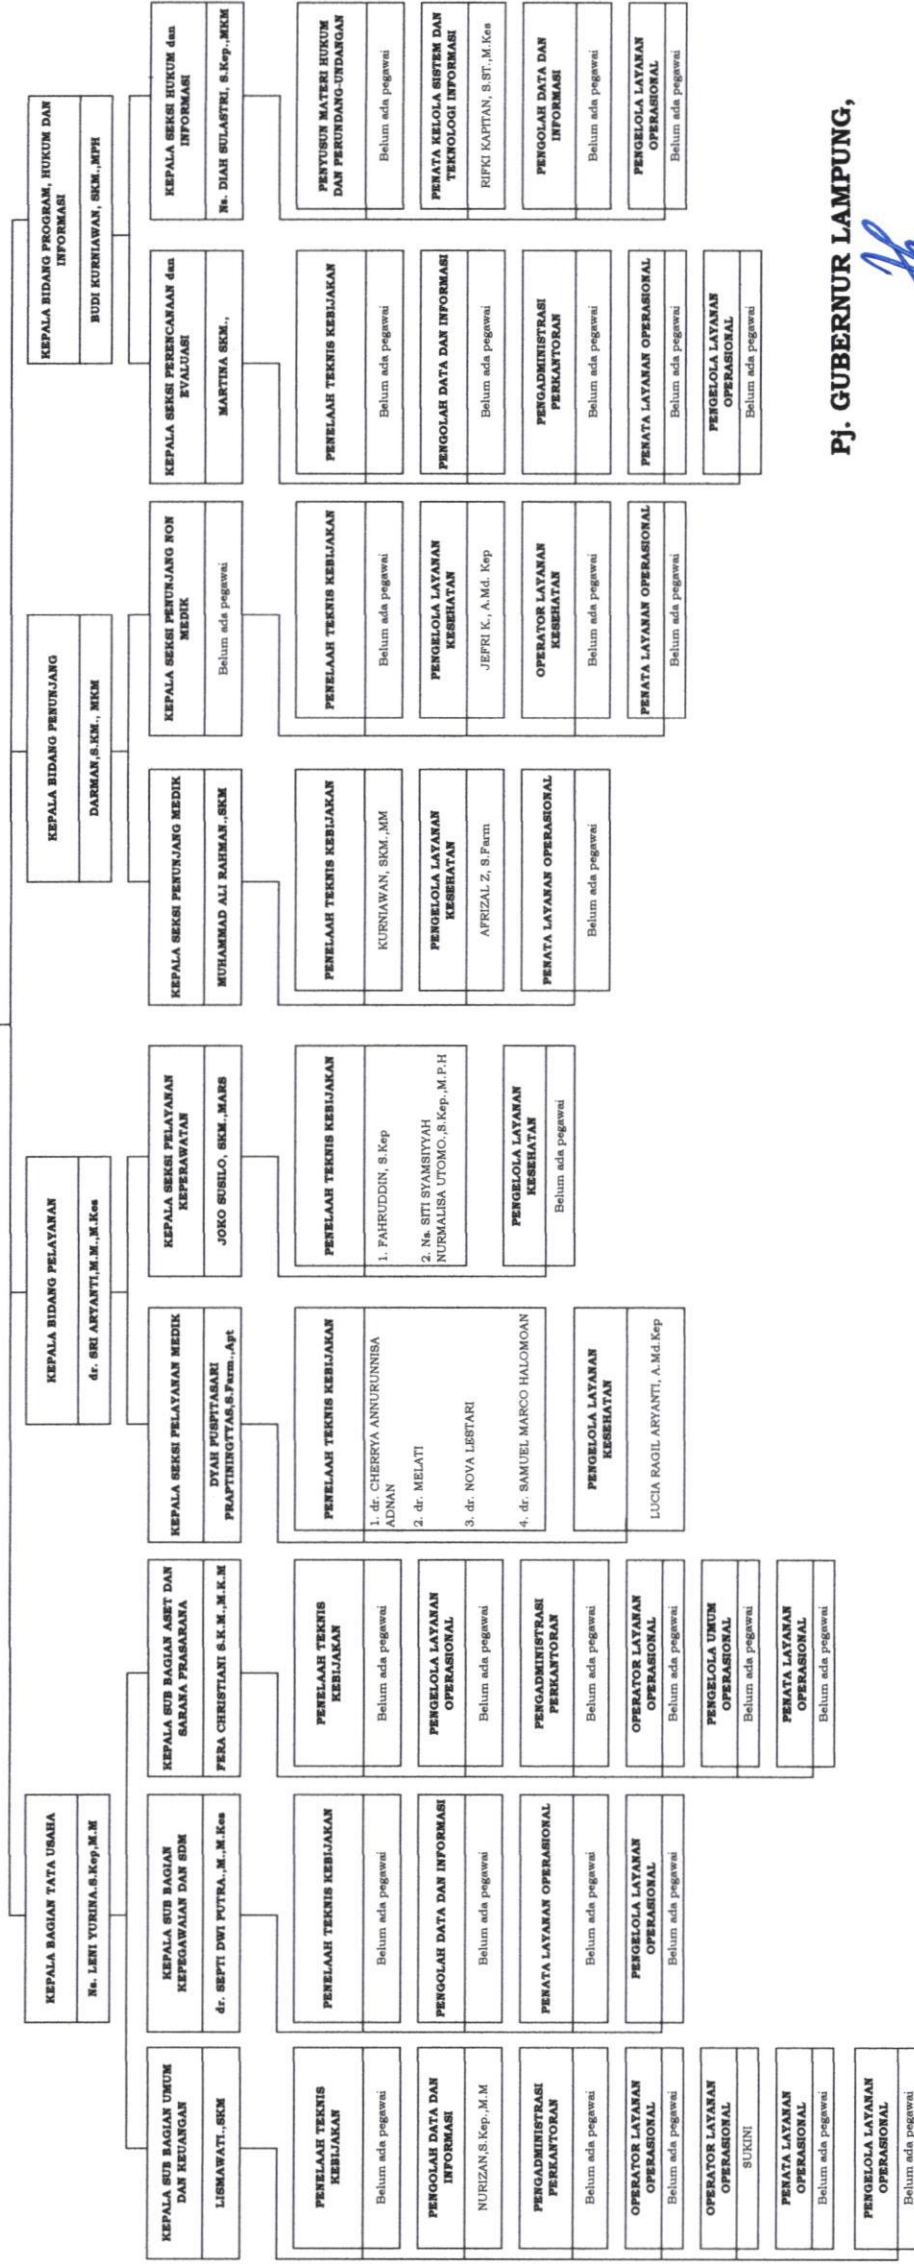 KEPALA BAGIAN TATA USAHA
Ns. LENI YURINA.S.Kep,M.M
KEPALA BIDANG PELAYANAN
dr. SRI ARYANTI,M.M.,M.Kes
KEPALA BIDANG PENUNJANG
DARMAN,S.KM., MKM
KEPALA BIDANG PROGRAM, HUKUM DAN
INFORMASI
BUDI KURNIAWAN, SKM.,MPH
KEPALA SUB BAGIAN UMUM
DAN KEUANGAN
LISMAWATI.,SKM
PENELAAH TEKNIS
KEBIJAKAN
Belum ada pegawai
PENGOLAH DATA DAN
INFORMASI
NURIZAN,S.Kep.,M.M
PENGADMINISTRASI
PERKANTORAN
Belum ada pegawai
OPERATOR LAYANAN
OPERASIONAL
Belum ada pegawai
OPERATOR LAYANAN
OPERASIONAL
SUKINI
PENATA LAYANAN
OPERASIONAL
Belum ada pegawai
PENGELOLA LAYANAN
OPERASIONAL
Belum ada pegawai
KEPALA SUB BAGIAN
KEPEGAWAIAN DAN SDM
dr. SEPTI DWI PUTRA.,M.,M.Kes
PENELAAH TEKNIS KEBIJAKAN
Belum ada pegawai
PENGOLAH DATA DAN INFORMASI
Belum ada pegawai
PENATA LAYANAN OPERASIONAL
Belum ada pegawai
PENGELOLA LAYANAN
OPERASIONAL
Belum ada pegawai
KEPALA SUB BAGIAN ASET DAN
SARANA PRASARANA
FERA CHRISTIANI S.K.M.,M.K.M
PENELAAH TEKNIS
KEBIJAKAN
Belum ada pegawai
PENGELOLA LAYANAN
OPERASIONAL
Belum ada pegawai
PENGADMINISTRASI
PERKANTORAN
Belum ada pegawai
OPERATOR LAYANAN
OPERASIONAL
Belum ada pegawai
PENGELOLA UMUM
OPERASIONAL
Belum ada pegawai
PENATA LAYANAN
OPERASIONAL
Belum ada pegawai
KEPALA SEKSI PELAYANAN MEDIK
DYAH PUSPITASARI
PRAPTININGTYAS,S.Farm.,Apt
PENELAAH TEKNIS KEBIJAKAN
1. dr. CHERRYA ANNURUNNISA
ADNAN
2. dr. MELATI
3. dr. NOVA LESTARI
4. dr. SAMUEL MARCO HALOMOAN
PENGELOLA LAYANAN
KESEHATAN
LUCIA RAGIL ARYANTI, A.Md.Kep
KEPALA SEKSI PELAYANAN
KEPERAWATAN
JOKO SUSILO, SKM.,MARS
PENELAAH TEKNIS KEBIJAKAN
1. FAHRUDDIN, S.Kep
2. Ns. SITI SYAMSIYYAH
NURMALISA UTOMO.,S.Kep.,M.P.H
PENGELOLA LAYANAN
KESEHATAN
Belum ada pegawai
KEPALA SEKSI PENUNJANG MEDIK
MUHAMMAD ALI RAHMAN.,SKM
PENELAAH TEKNIS KEBIJAKAN
KURNIAWAN, SKM.,MM
PENGELOLA LAYANAN
KESEHATAN
AFRIZAL Z, S.Farm
PENATA LAYANAN OPERASIONAL
Belum ada pegawai
KEPALA SEKSI PENUNJANG NON
MEDIK
Belum ada pegawai
PENELAAH TEKNIS KEBIJAKAN
Belum ada pegawai
PENGELOLA LAYANAN
KESEHATAN
JEFRI K., A.Md. Kep
OPERATOR LAYANAN
KESEHATAN
Belum ada pegawai
PENATA LAYANAN OPERASIONAL
Belum ada pegawai
KEPALA SEKSI PERENCANAAN dan
EVALUASI
MARTINA SKM.,
PENELAAH TEKNIS KEBIJAKAN
Belum ada pegawai
PENGOLAH DATA DAN INFORMASI
Belum ada pegawai
PENGADMINISTRASI
PERKANTORAN
Belum ada pegawai
PENATA LAYANAN OPERASIONAL
Belum ada pegawai
PENGELOLA LAYANAN
OPERASIONAL
Belum ada pegawai
KEPALA SEKSI HUKUM dan
INFORMASI
Ns. DIAH SULASTRI, S.Kep.,MKM
PENYUSUN MATERI HUKUM
DAN PERUNDANG-UNDANGAN
Belum ada pegawai
PENATA KELOLA SISTEM DAN
TEKNOLOGI INFORMASI
RIFKI KAPITAN, S.ST.,M.Kes
PENGOLAH DATA DAN
INFORMASI
Belum ada pegawai
PENGELOLA LAYANAN
OPERASIONAL
Belum ada pegawai
Pj. GUBERNUR LAMPUNG,